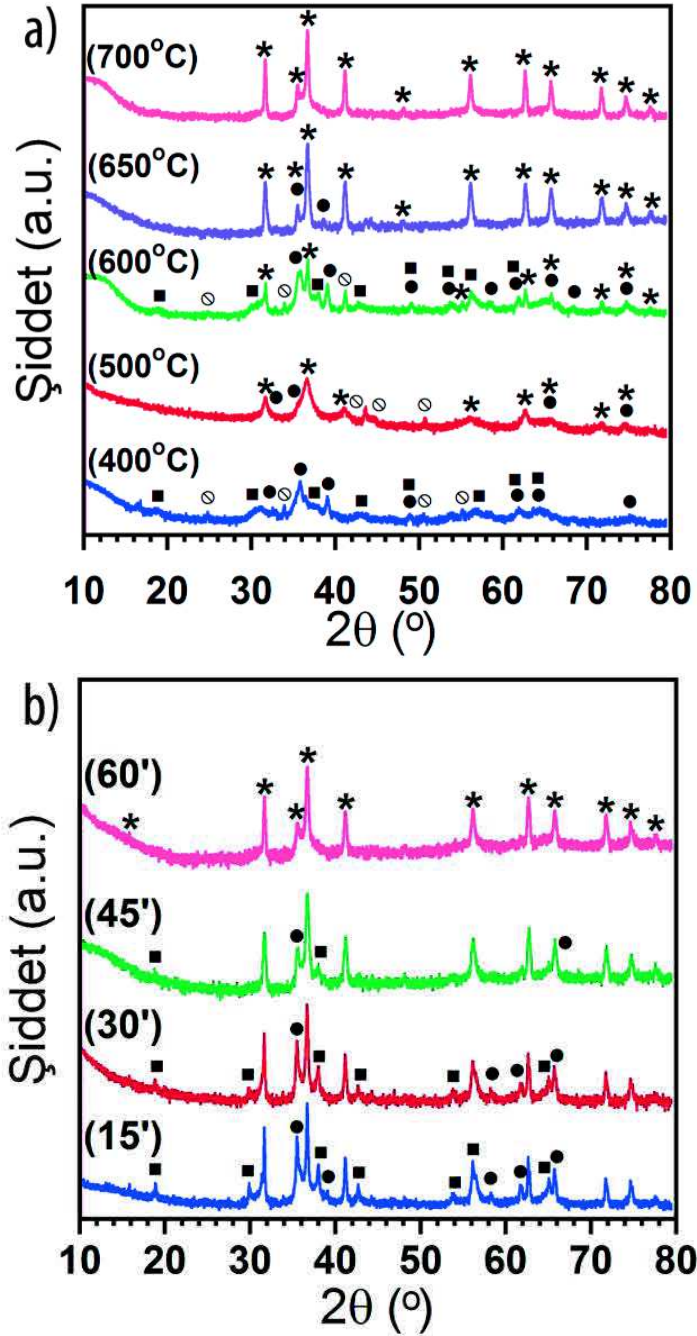 a)
(700°C)
(650°C)
(600°C)
(500°C)
(400°C)
Şiddet (a.u.)
10 20 30 40 50 60 70 80
2θ (°)
b)
(60')
(45')
(30')
(15')
Şiddet (a.u.)
10 20 30 40 50 60 70 80
2θ (°)